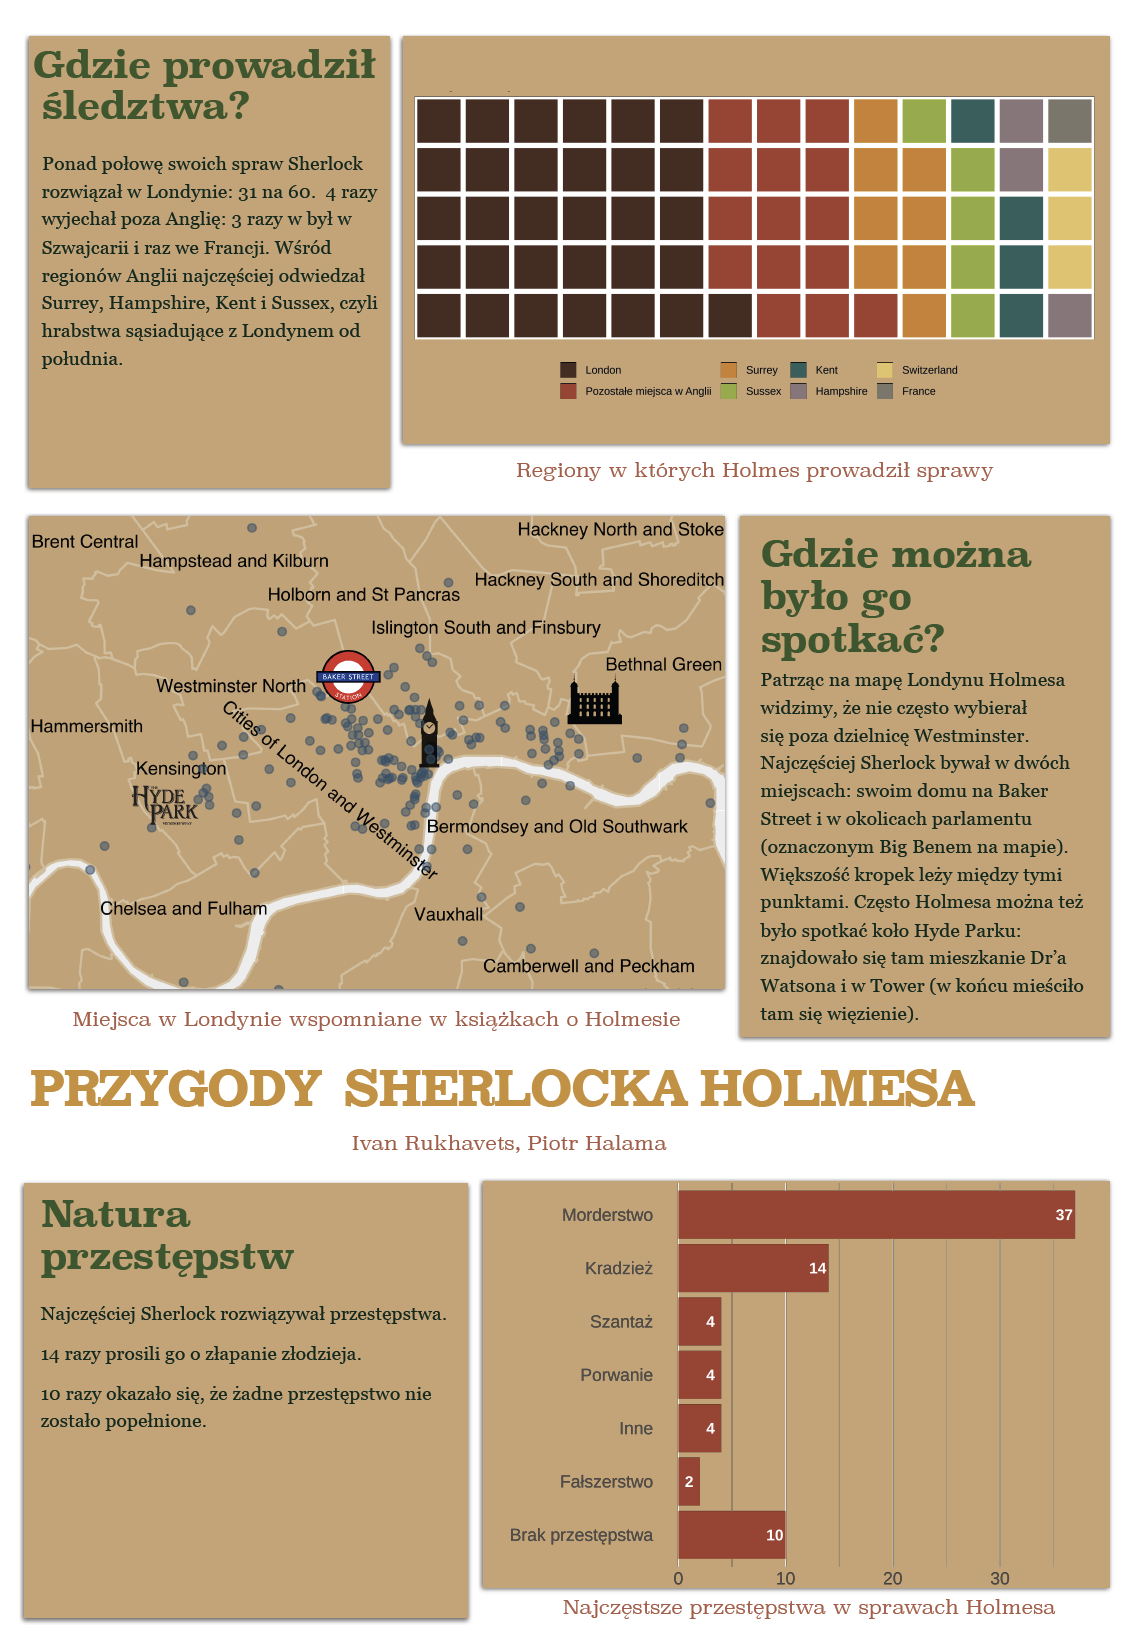 Gdzie prowadził
śledztwa?
Ponad połowę swoich spraw Sherlock
rozwiązał w Londynie: 31 na 60.  4 razy
wyjechał poza Anglię: 3 razy w był w
Szwajcarii i raz we Francji. Wśród
regionów Anglii najczęściej odwiedzał
Surrey, Hampshire, Kent i Sussex, czyli
hrabstwa sąsiadujące z Londynem od
południa.
London
Surrey
Kent
Switzerland
Pozostałe miejsca w Anglii
Sussex
Hampshire
France
Regiony w których Holmes prowadził sprawy
Brent Central
Hackney North and Stoke
Hampstead and Kilburn
Hackney South and Shoreditch
Holborn and St Pancras
Islington South and Finsbury
Bethnal Green
BAKER STREET
STATION
Westminster North
Cities of London and Westminster
Hammersmith
Kensington
HYDE
PARK
Bermondsey and Old Southwark
Chelsea and Fulham
Vauxhall
Camberwell and Peckham
Miejsca w Londynie wspomniane w książkach o Holmesie
Gdzie można
było go
spotkać?
Patrząc na mapę Londynu Holmesa
widzimy, że nie często wybierał
się poza dzielnicę Westminster.
Najczęściej Sherlock bywał w dwóch
miejscach: swoim domu na Baker
Street i w okolicach parlamentu
(oznaczonym Big Benem na mapie).
Większość kropek leży między tymi
punktami. Często Holmesa można też
było spotkać koło Hyde Parku:
znajdowało się tam mieszkanie Dr’a
Watsona i w Tower (w końcu mieściło
tam się więzienie).
PRZYGODY SHERLOCKA HOLMESA
Ivan Rukhavets, Piotr Halama
Natura
przestępstw
Najczęściej Sherlock rozwiązywał przestępstwa.
14 razy prosili go o złapanie złodzieja.
10 razy okazało się, że żadne przestępstwo nie
zostało popełnione.
Morderstwo 37
Kradzież 14
Szantaż 4
Porwanie 4
Inne 4
Fałszerstwo 2
Brak przestępstwa 10
0 10 20 30
Najczęstsze przestępstwa w sprawach Holmesa